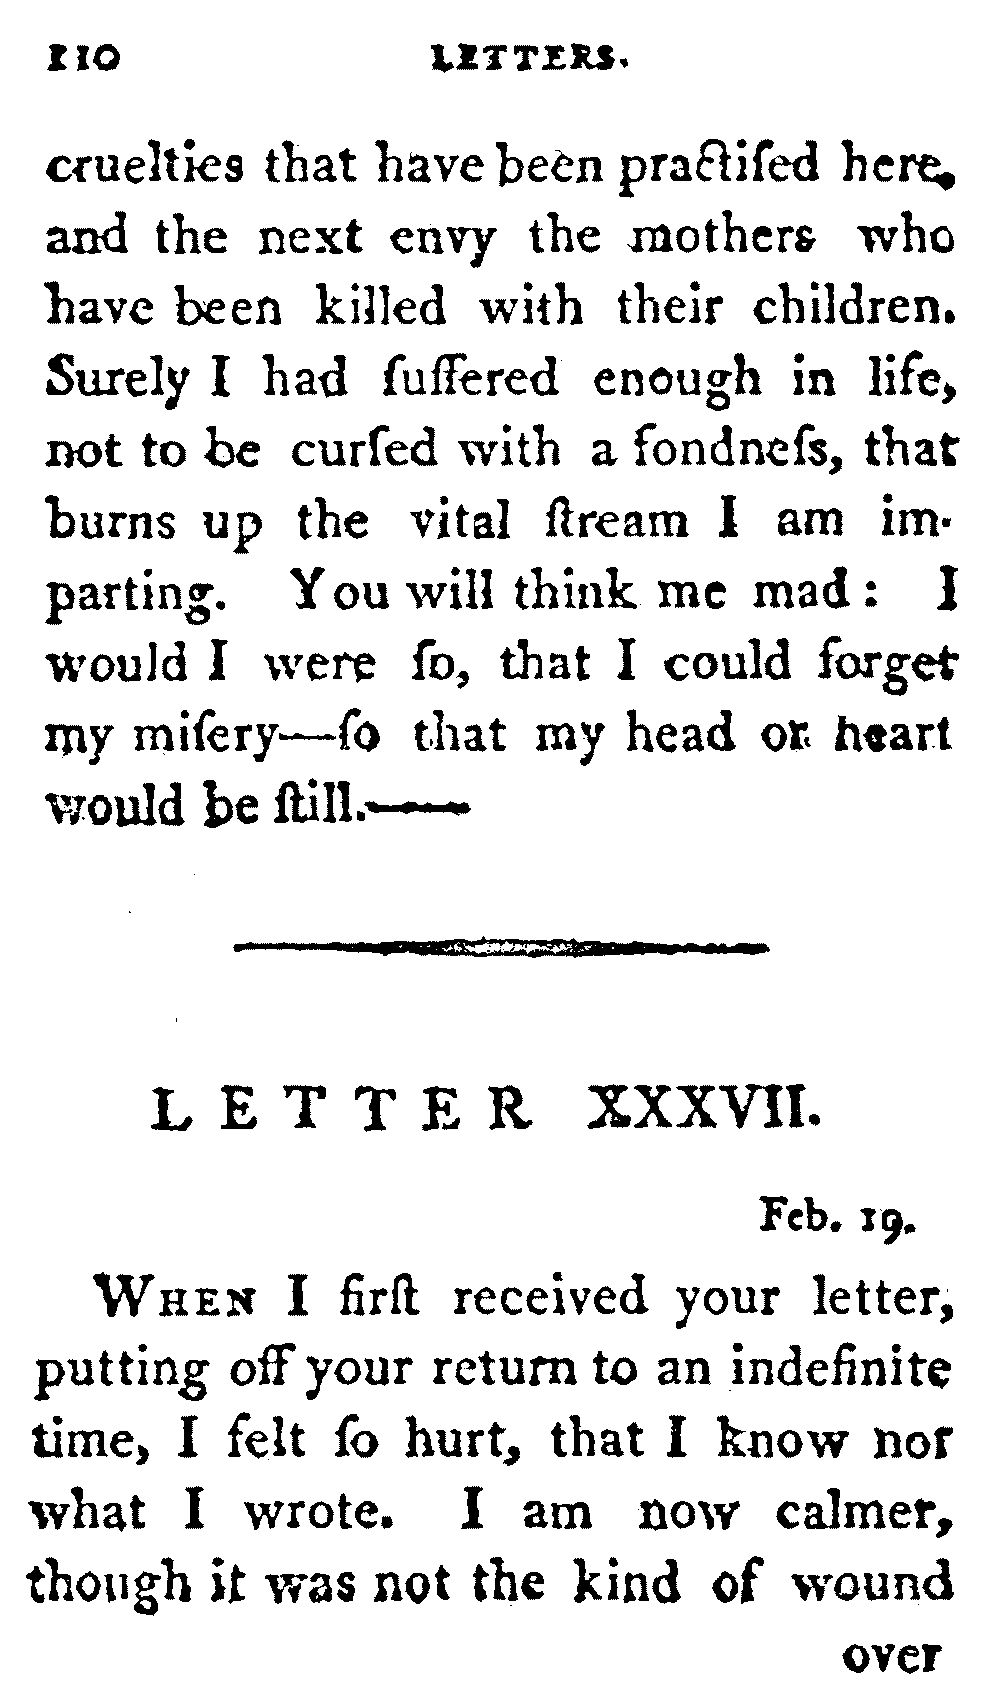 110 LETTERS.
cruelties that have been practiſed here,
and the next envy the mothers who
have been killed with their children.
Surely I had ſuffered enough in life,
not to be curſed with a fondneſs, that
burns up the vital ſtream I am im-
parting. You will think me mad: I
would I were ſo, that I could forget
my miſery—ſo that my head or heart
would be ſtill.——
LETTER XXXVII.
Feb. 19.
WHEN I firſt received your letter,
putting off your return to an indefinite
time, I felt ſo hurt, that I know not
what I wrote. I am now calmer,
though it was not the kind of wound
over